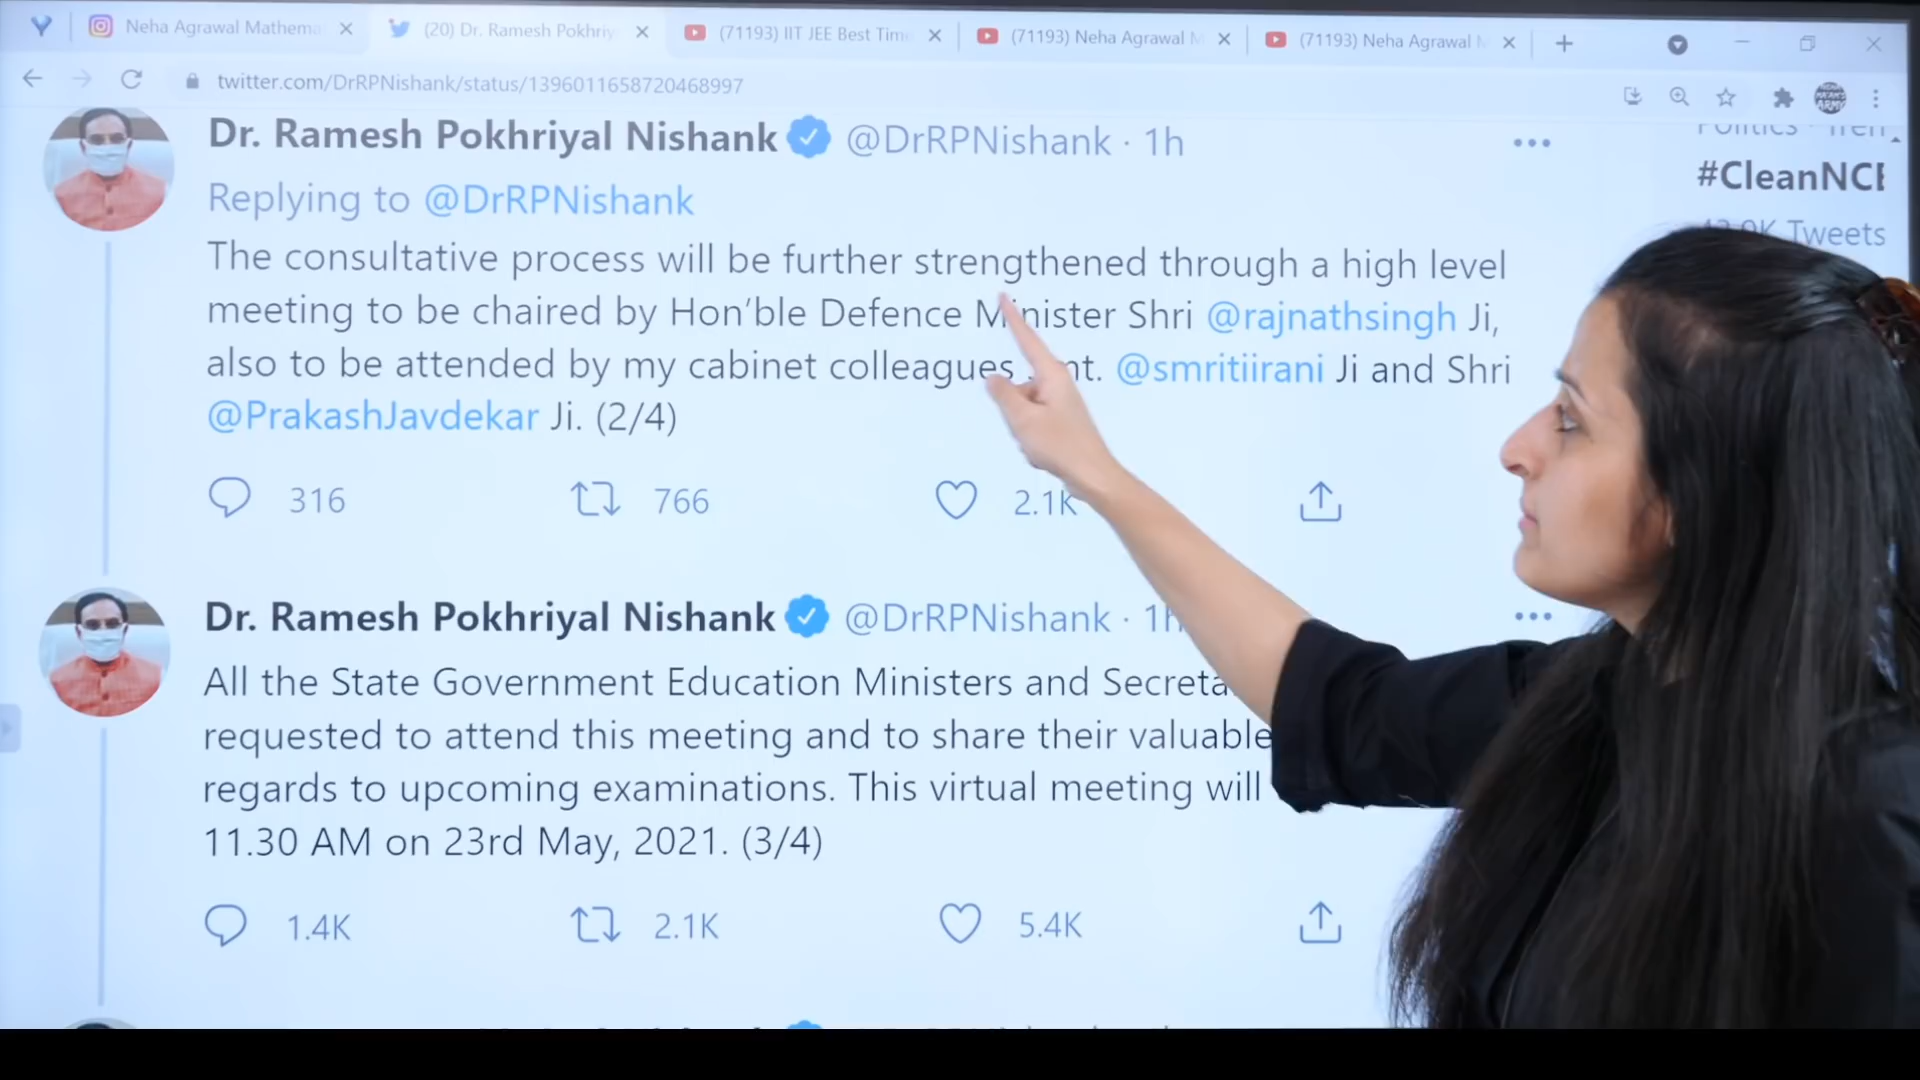 Neha Agrawal Mathema
(20) Dr. Ramesh Pokhriy
(71193) IIT JEE Best Tim
(71193) Neha Agrawal M
(71193) Neha Agrawal M
twitter.com/DrRPNishank/status/1396011658720468997
Dr. Ramesh Pokhriyal Nishank @DrRPNishank · 1h
Replying to @DrRPNishank
The consultative process will be further strengthened through a high level
meeting to be chaired by Hon'ble Defence Minister Shri @rajnathsingh Ji,
also to be attended by my cabinet colleagues @smritiirani Ji and Shri
@PrakashJavdekar Ji. (2/4)
316 766 2.1K
Dr. Ramesh Pokhriyal Nishank @DrRPNishank · 1h
All the State Government Education Ministers and Secreta
requested to attend this meeting and to share their valuable
regards to upcoming examinations. This virtual meeting will
11.30 AM on 23rd May, 2021. (3/4)
1.4K 2.1K 5.4K
#CleanNCE
Tweets